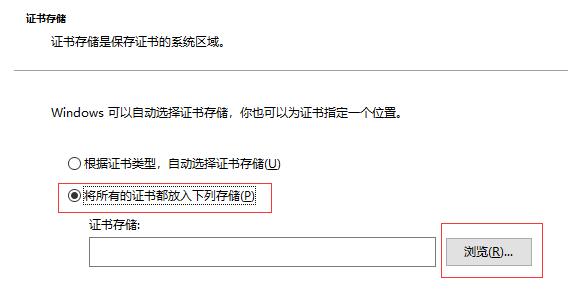 证书存储
证书存储是保存证书的系统区域。
Windows 可以自动选择证书存储，你也可以为证书指定一个位置。
根据证书类型，自动选择证书存储(U)
将所有的证书都放入下列存储(P)
证书存储:
浏览(R)...